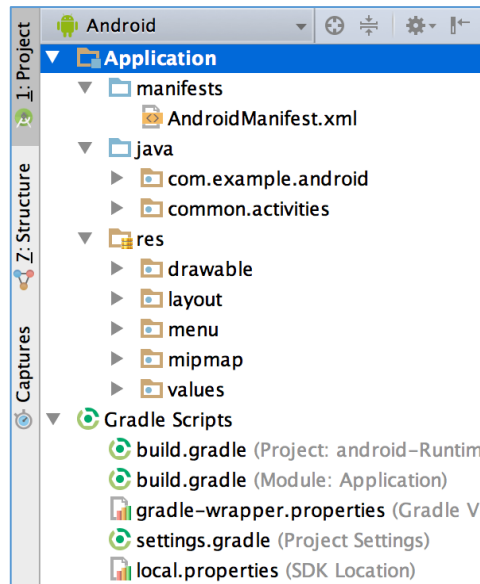 Android
1: Project
Application
manifests
AndroidManifest.xml
java
com.example.android
common.activities
Z: Structure
res
drawable
layout
menu
mipmap
values
Captures
Gradle Scripts
build.gradle (Project: android-Runtim
build.gradle (Module: Application)
gradle-wrapper.properties (Gradle V
settings.gradle (Project Settings)
local.properties (SDK Location)